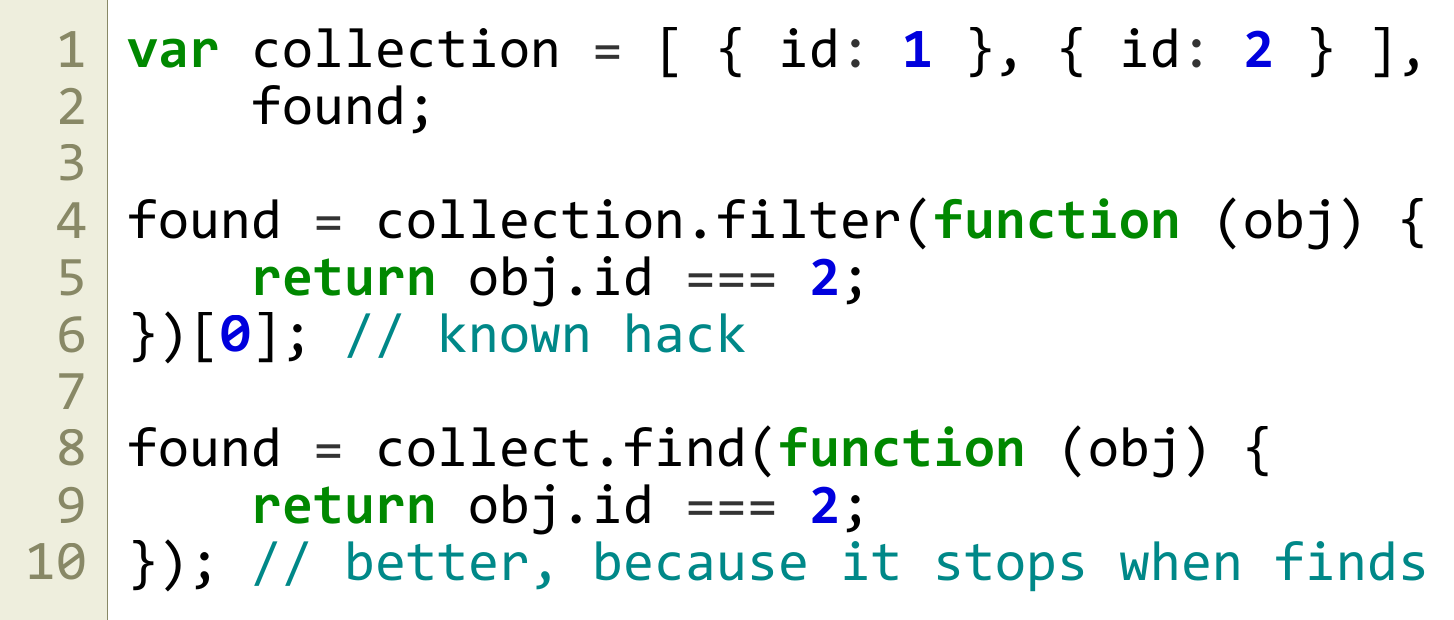 1 var collection = [ { id: 1 }, { id: 2 } ],
2     found;
3
4 found = collection.filter(function (obj) {
5     return obj.id === 2;
6 })[0]; // known hack
7
8 found = collect.find(function (obj) {
9     return obj.id === 2;
10 }); // better, because it stops when finds